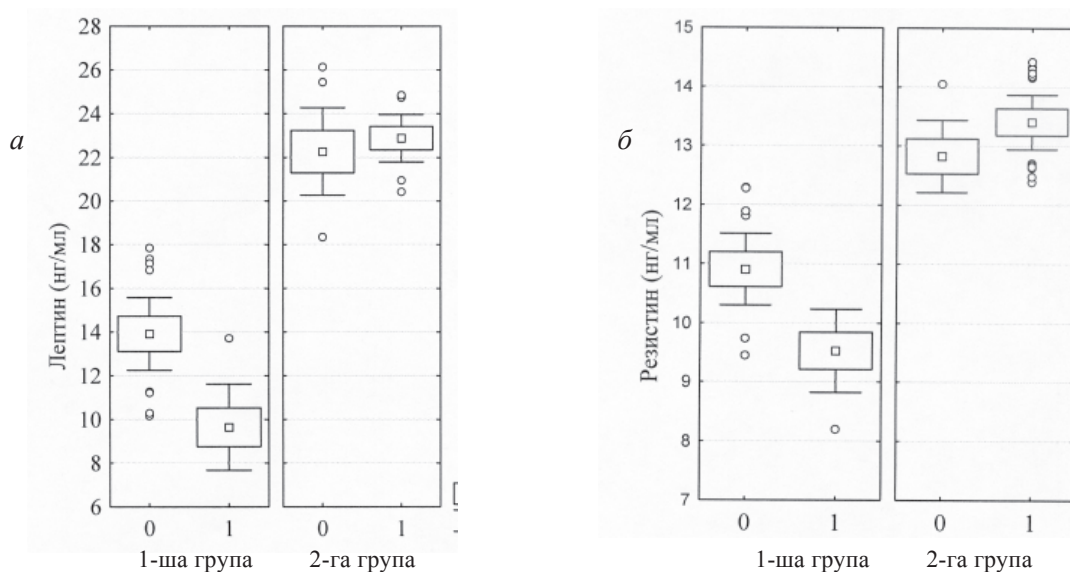 а
Лептин (нг/мл)
28
26
24
22
20
18
16
14
12
10
8
6
0 1 0 1
1-ша група 2-га група
б
Резистин (нг/мл)
15
14
13
12
11
10
9
8
7
0 1 0 1
1-ша група 2-га група